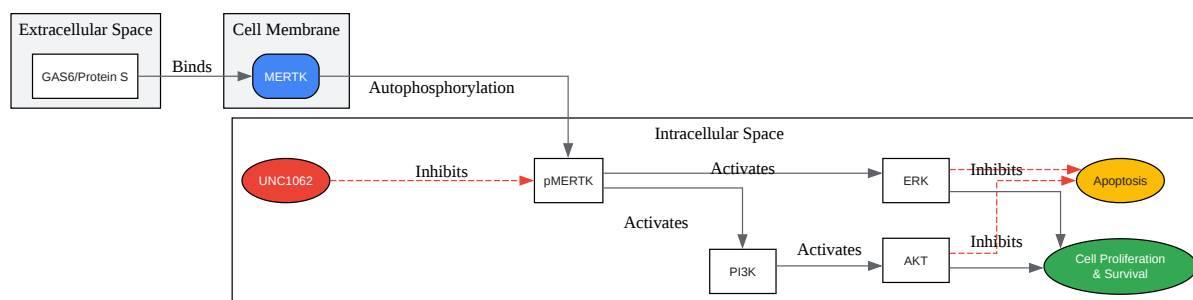 Extracellular Space
Cell Membrane
GAS6/Protein S
Binds
MERTK
Autophosphorylation
Intracellular Space
UNC1062
Inhibits
pMERTK
Activates
ERK
Inhibits
Apoptosis
Activates
PI3K
Activates
AKT
Inhibits
Cell Proliferation
& Survival